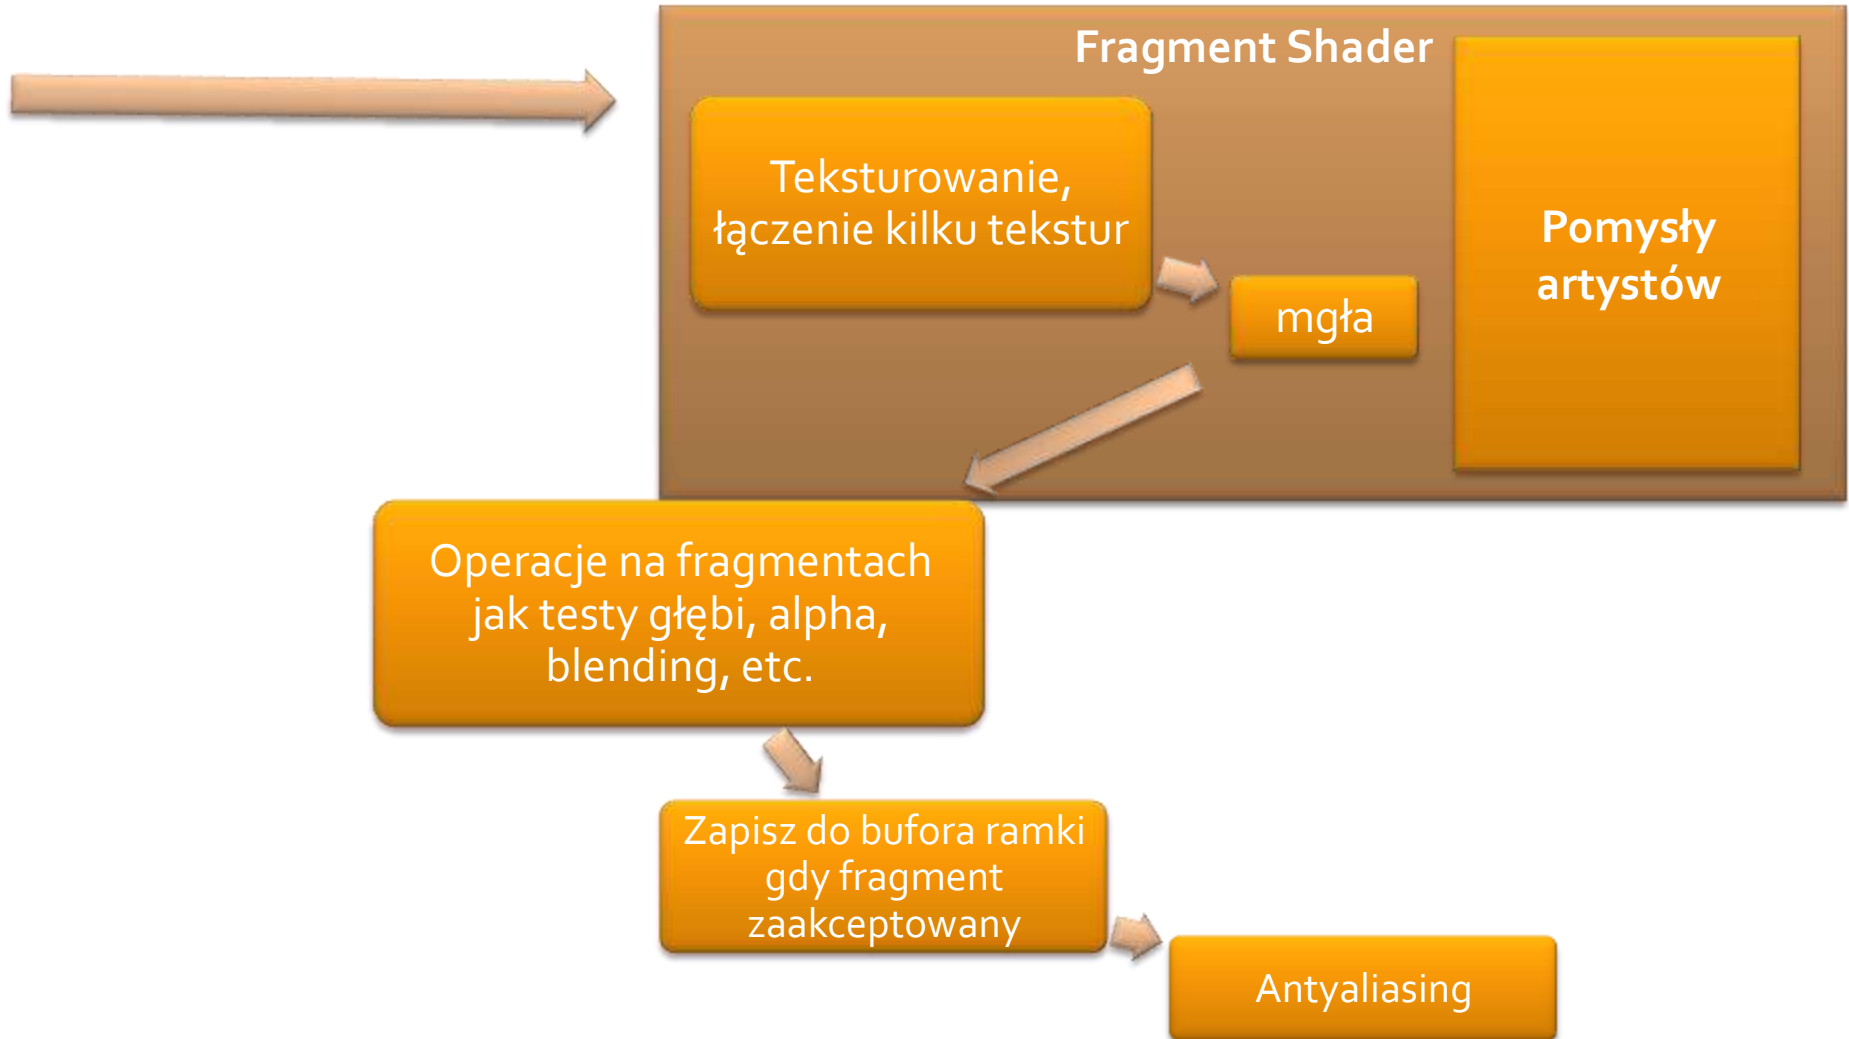 Fragment Shader
Teksturowanie,
łączenie kilku tekstur
mgła
Pomysły
artystów
Operacje na fragmentach
jak testy głębi, alpha,
blending, etc.
Zapisz do bufora ramki
gdy fragment
zaakceptowany
Antyaliasing